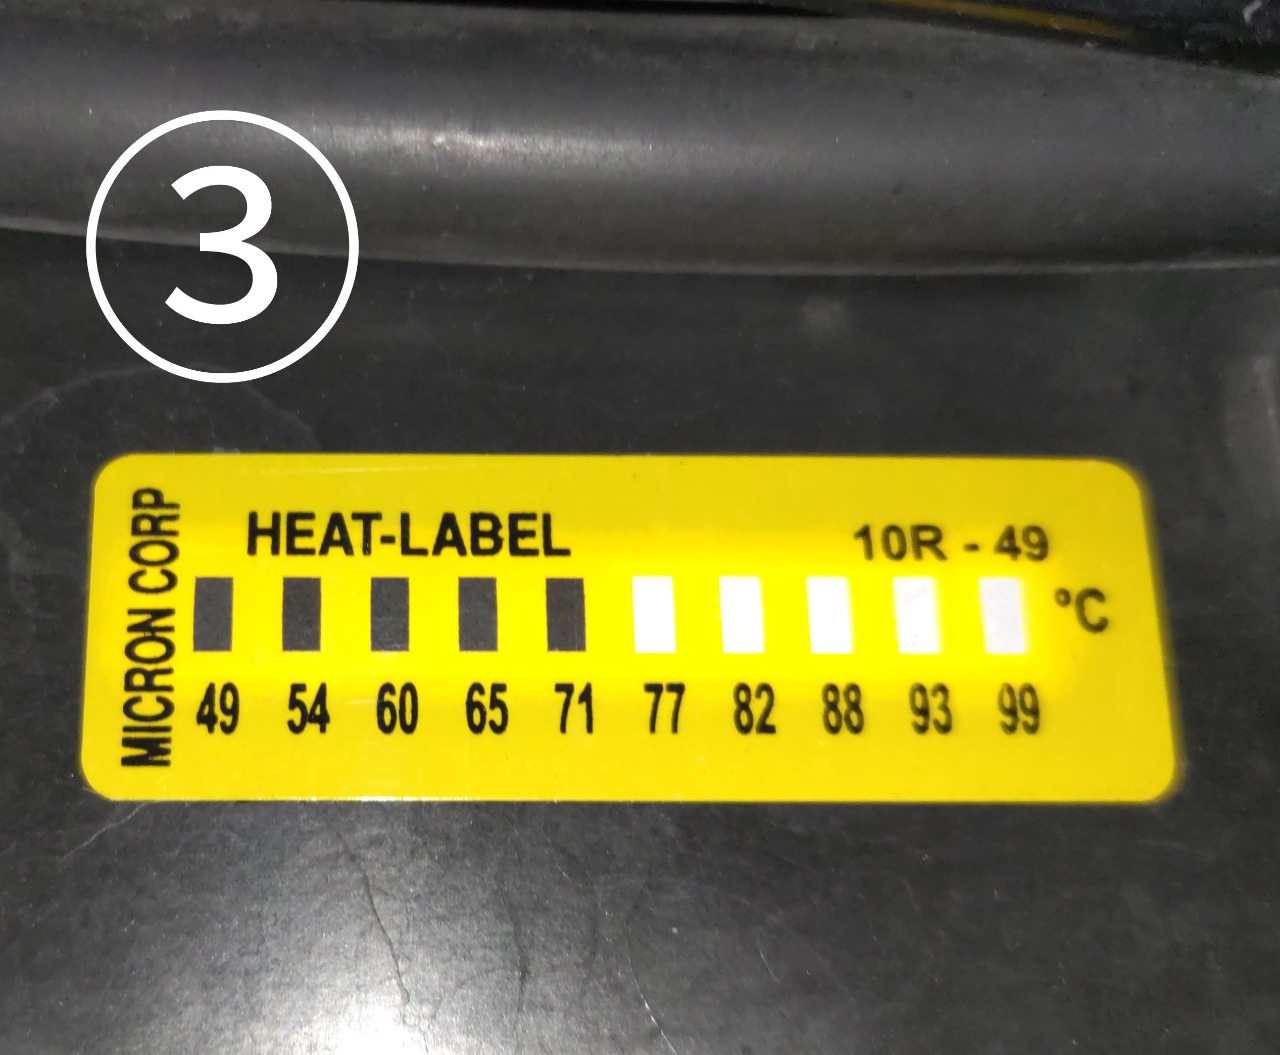 ③
MICRON CORP
HEAT-LABEL 10R - 49
°C
49 54 60 65 71 77 82 88 93 99